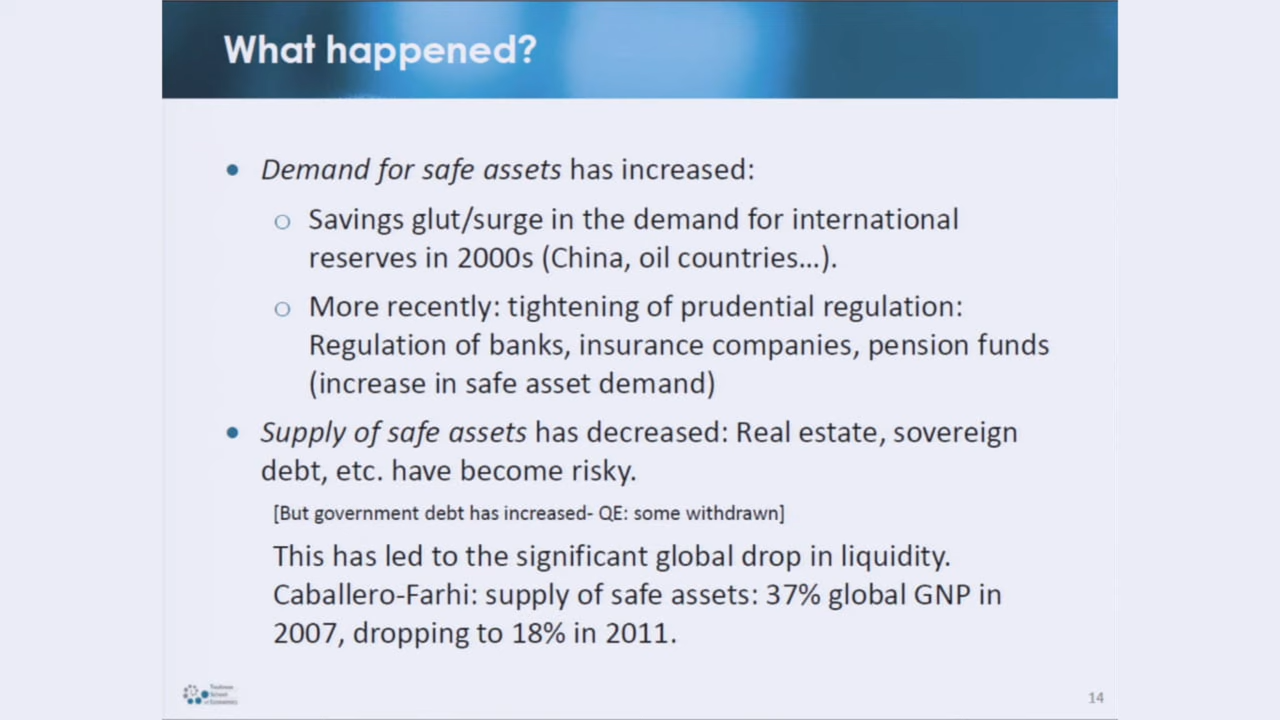 What happened?
• Demand for safe assets has increased:
o Savings glut/surge in the demand for international
reserves in 2000s (China, oil countries...).
o More recently: tightening of prudential regulation:
Regulation of banks, insurance companies, pension funds
(increase in safe asset demand)
• Supply of safe assets has decreased: Real estate, sovereign
debt, etc. have become risky.
[But government debt has increased- QE: some withdrawn]
This has led to the significant global drop in liquidity.
Caballero-Farhi: supply of safe assets: 37% global GNP in
2007, dropping to 18% in 2011.
Toulouse
School
of Economics
14